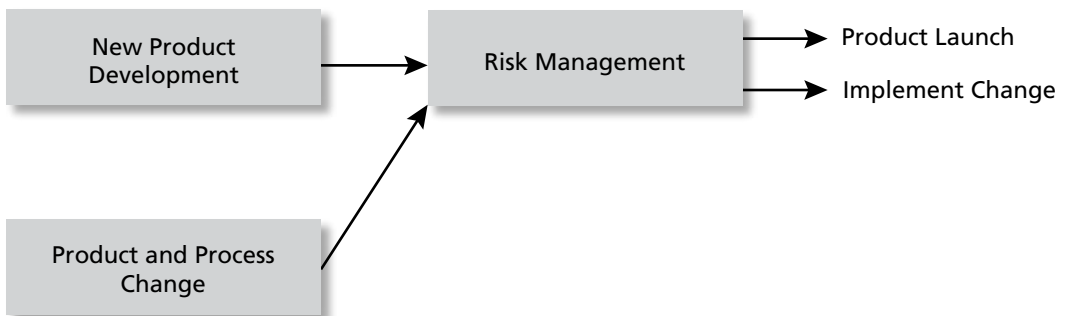 New Product
Development
Risk Management
Product Launch
Implement Change
Product and Process
Change